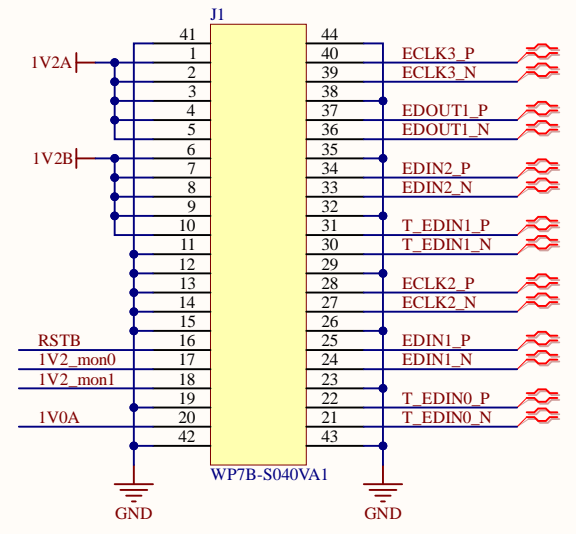 J1
41 44
1V2A 1 40 ECLK3_P
2 39 ECLK3_N
3 38
4 37 EDOUT1_P
5 36 EDOUT1_N
1V2B 6 35
7 34 EDIN2_P
8 33 EDIN2_N
9 32
10 31 T_EDIN1_P
11 30 T_EDIN1_N
12 29
13 28 ECLK2_P
14 27 ECLK2_N
15 26
RSTB 16 25 EDIN1_P
1V2_mon0 17 24 EDIN1_N
1V2_mon1 18 23
19 22 T_EDIN0_P
1V0A 20 21 T_EDIN0_N
42 43
WP7B-S040VA1
GND GND